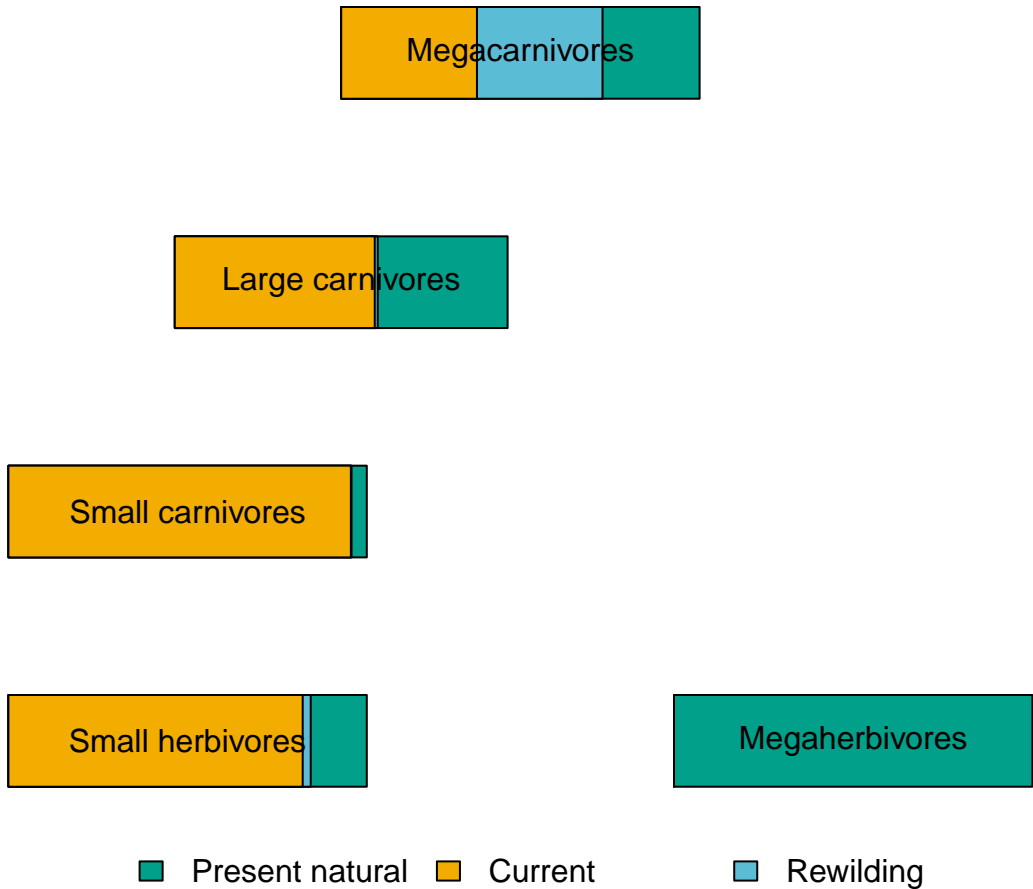 Megacarnivores
Large carnivores
Small carnivores
Small herbivores
Megaherbivores
Present natural
Current
Rewilding